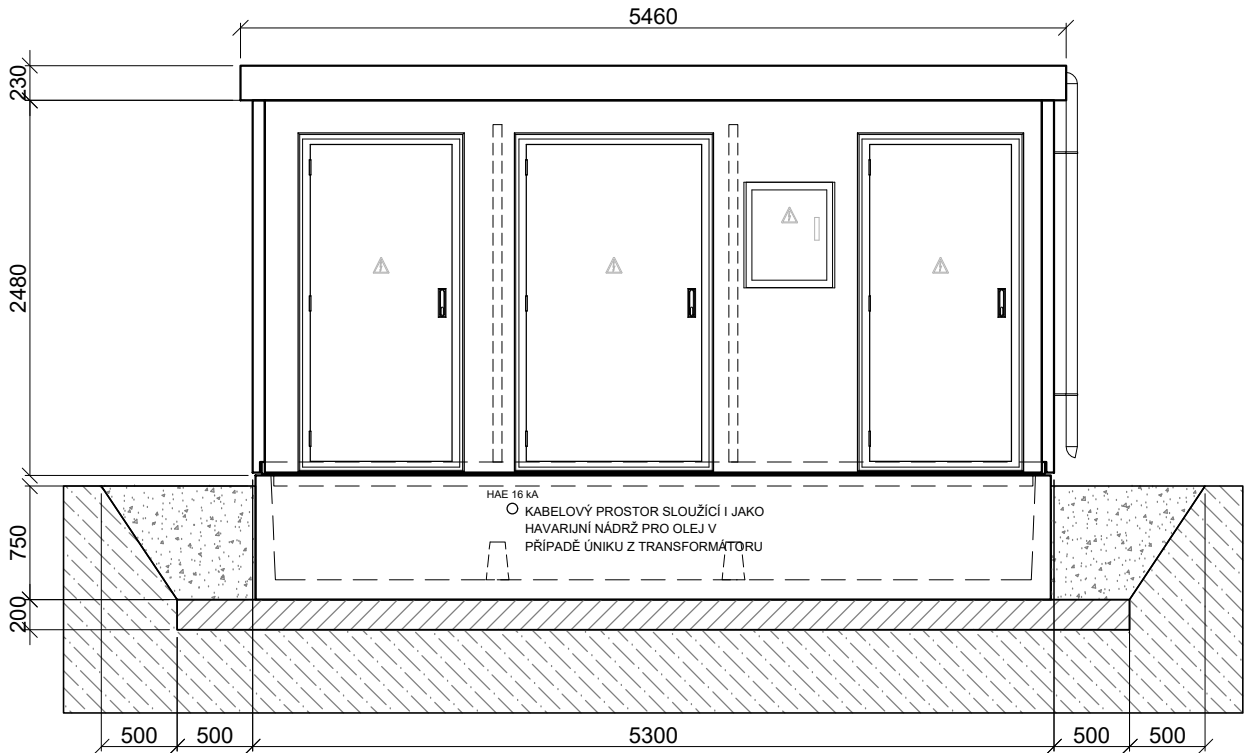 5460
230
2480
HAE 16 kA
KABELOVÝ PROSTOR SLOUŽÍCÍ I JAKO
HAVARIJNÍ NÁDRŽ PRO OLEJ V
PŘÍPADĚ ÚNIKU Z TRANSFORMÁTORU
750
200
500 500 5300 500 500